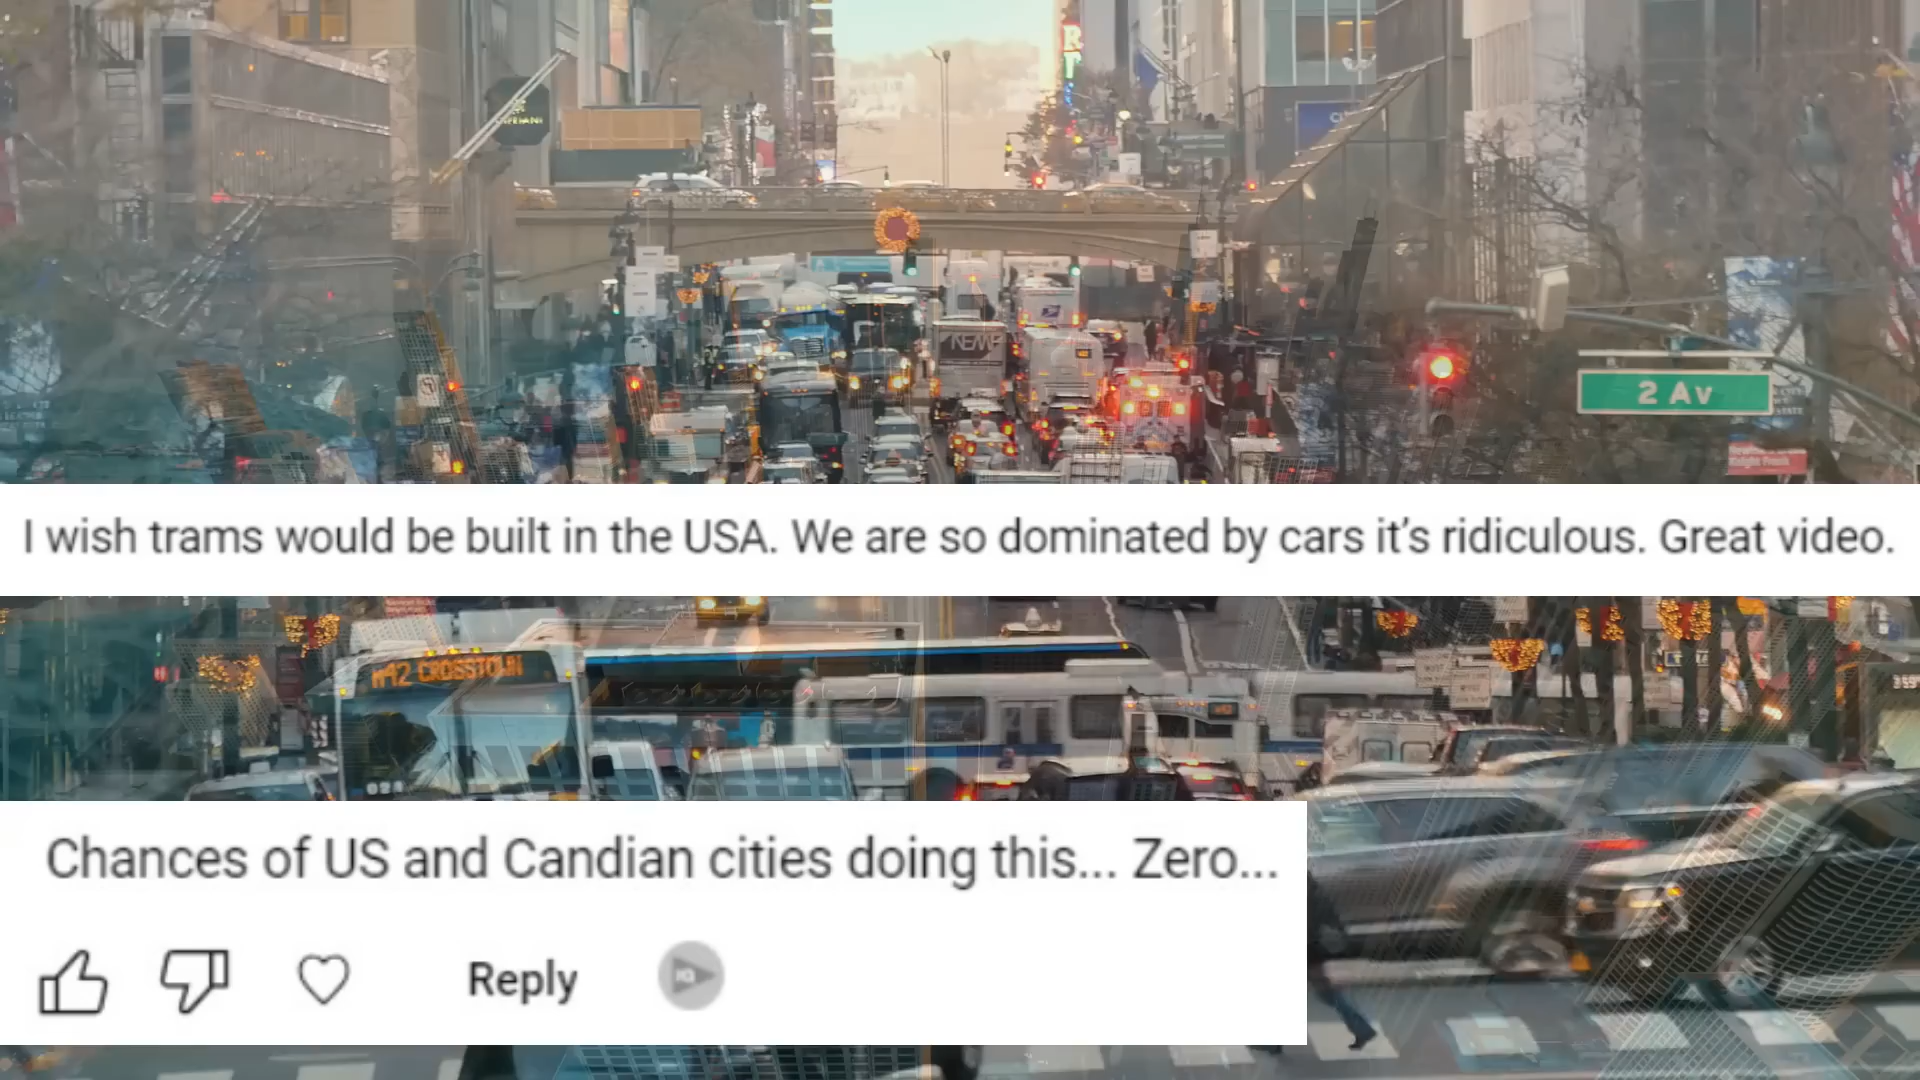 2 Av
KEMP
I wish trams would be built in the USA. We are so dominated by cars it's ridiculous. Great video.
M42 CROSSTOWN
Chances of US and Candian cities doing this... Zero...
Reply